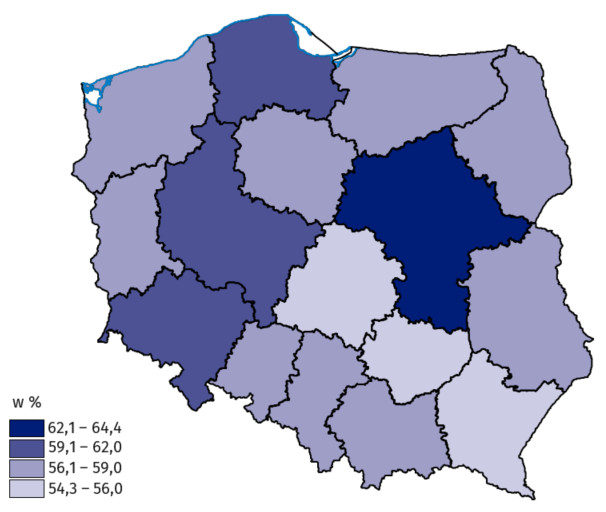 w %
62,1 – 64,4
59,1 – 62,0
56,1 – 59,0
54,3 – 56,0